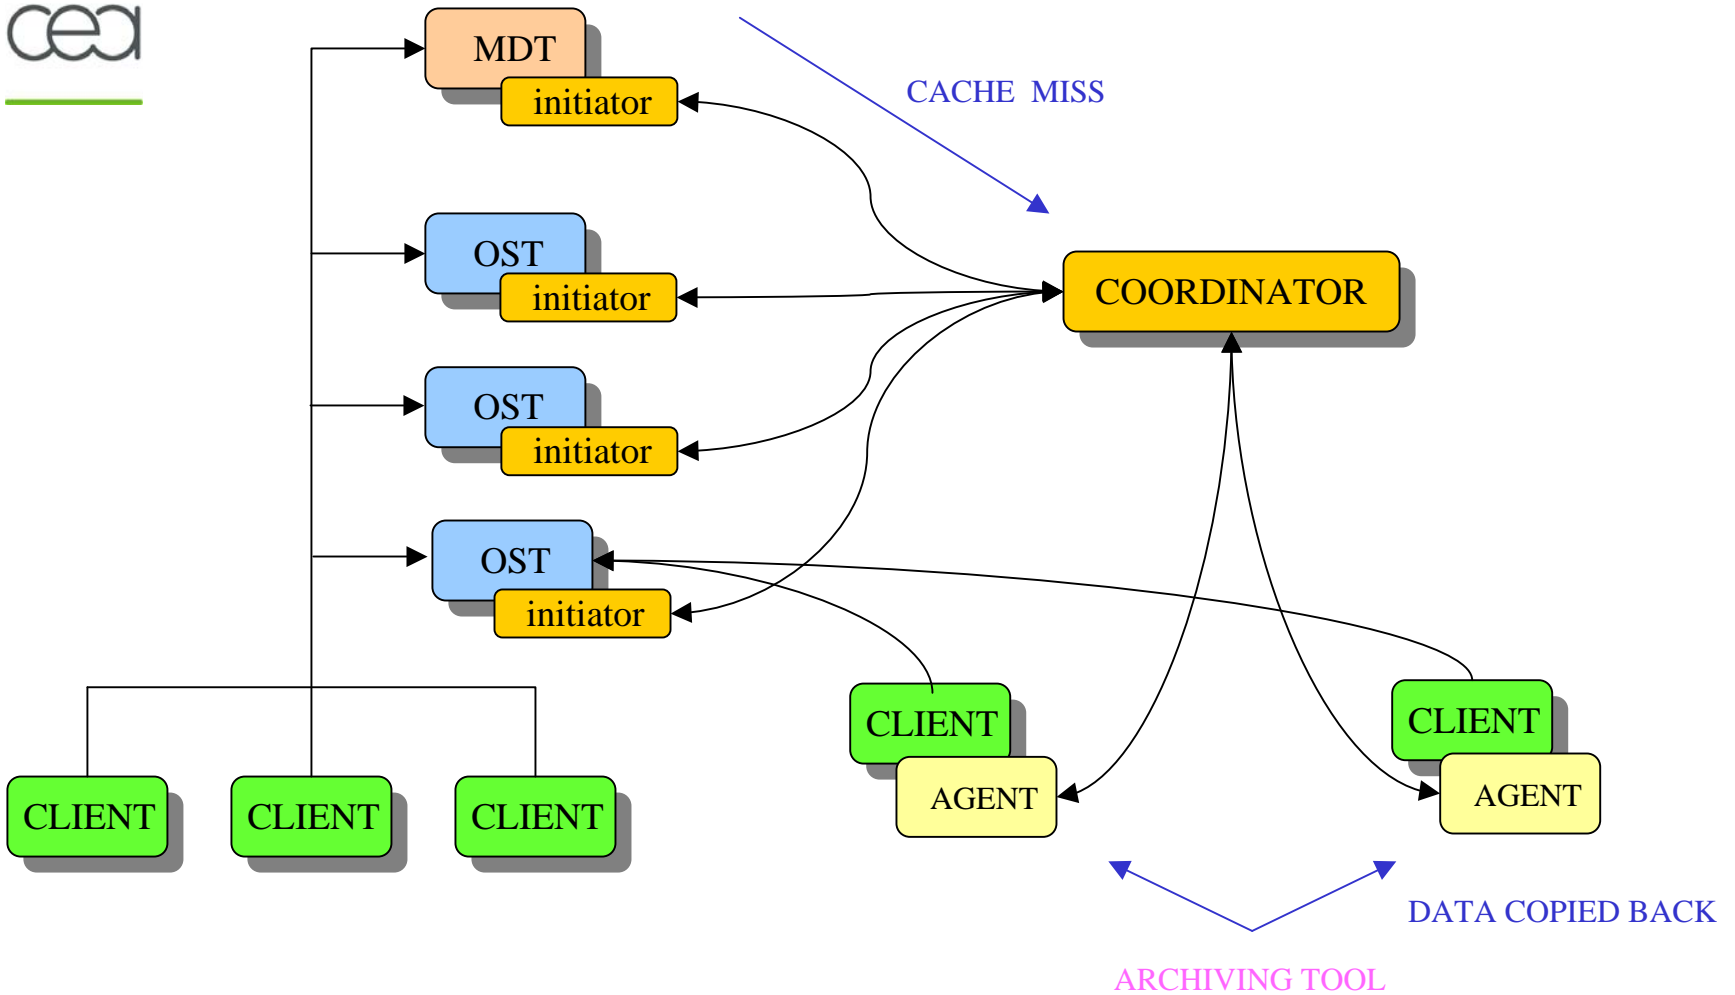 cea
MDT
initiator
CACHE MISS
OST
initiator
COORDINATOR
OST
initiator
OST
initiator
CLIENT
AGENT
CLIENT
AGENT
CLIENT
CLIENT
CLIENT
DATA COPIED BACK
ARCHIVING TOOL